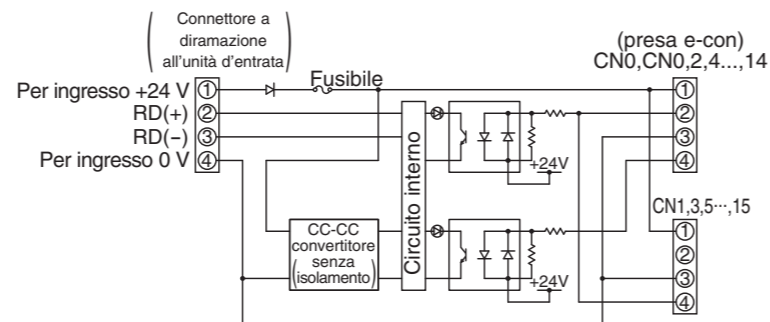 Connettore a
diramazione
all'unità d'entrata
(presa e-con)
CN0,CN0,2,4...,14
Per ingresso +24 V ①
Fusibile
①
RD(+) ②
②
RD(−) ③
③
Per ingresso 0 V ④
④
+24V
Circuito interno
CN1,3,5···,15
CC-CC
convertitore
senza
(isolamento)
①
②
③
④
+24V